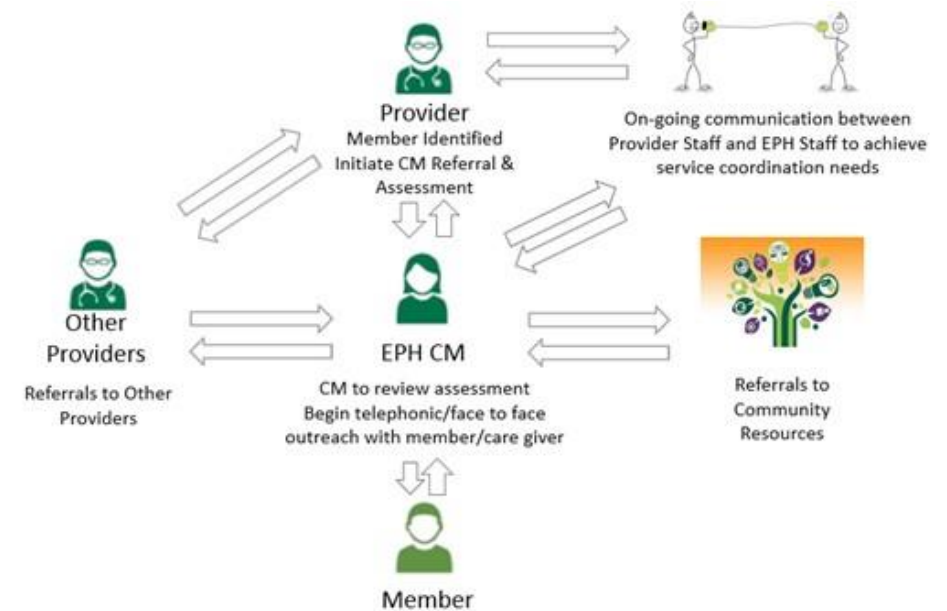 Provider
Member Identified
Initiate CM Referral &
Assessment
On-going communication between
Provider Staff and EPH Staff to achieve
service coordination needs
Other
Providers
Referrals to Other
Providers
EPH CM
CM to review assessment
Begin telephonic/face to face
outreach with member/care giver
Referrals to
Community
Resources
Member